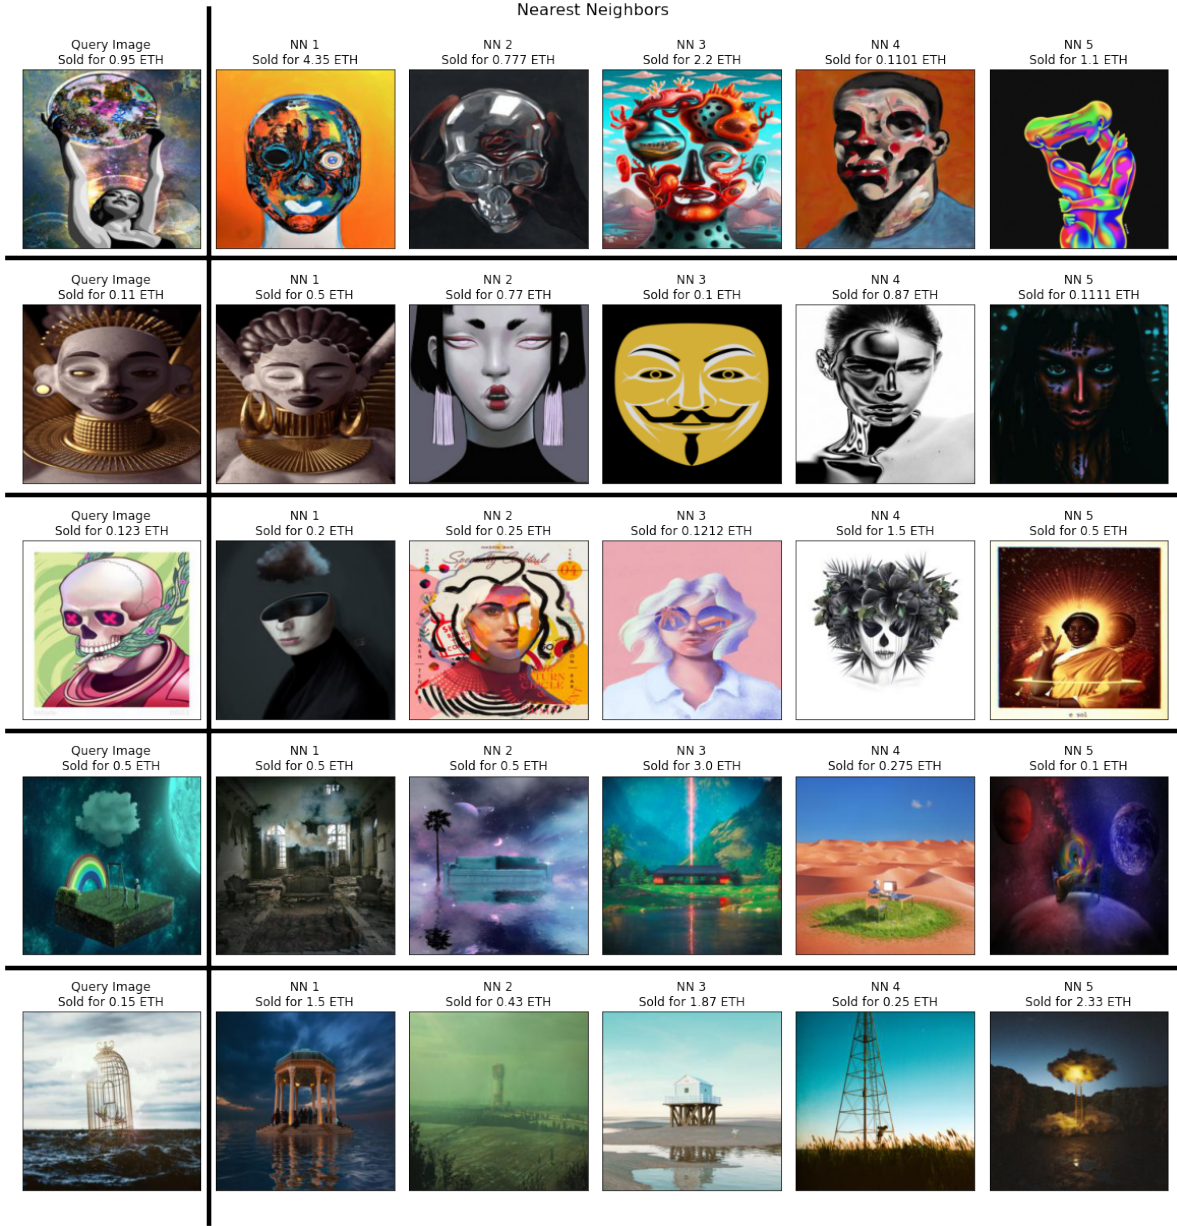 Nearest Neighbors
Query Image
Sold for 0.95 ETH
NN 1
Sold for 4.35 ETH
NN 2
Sold for 0.777 ETH
NN 3
Sold for 2.2 ETH
NN 4
Sold for 0.1101 ETH
NN 5
Sold for 1.1 ETH
Query Image
Sold for 0.11 ETH
NN 1
Sold for 0.5 ETH
NN 2
Sold for 0.77 ETH
NN 3
Sold for 0.1 ETH
NN 4
Sold for 0.87 ETH
NN 5
Sold for 0.1111 ETH
Query Image
Sold for 0.123 ETH
NN 1
Sold for 0.2 ETH
NN 2
Sold for 0.25 ETH
04
NN 3
Sold for 0.1212 ETH
NN 4
Sold for 1.5 ETH
NN 5
Sold for 0.5 ETH
Query Image
Sold for 0.5 ETH
NN 1
Sold for 0.5 ETH
NN 2
Sold for 0.5 ETH
NN 3
Sold for 3.0 ETH
NN 4
Sold for 0.275 ETH
NN 5
Sold for 0.1 ETH
Query Image
Sold for 0.15 ETH
NN 1
Sold for 1.5 ETH
NN 2
Sold for 0.43 ETH
NN 3
Sold for 1.87 ETH
NN 4
Sold for 0.25 ETH
NN 5
Sold for 2.33 ETH